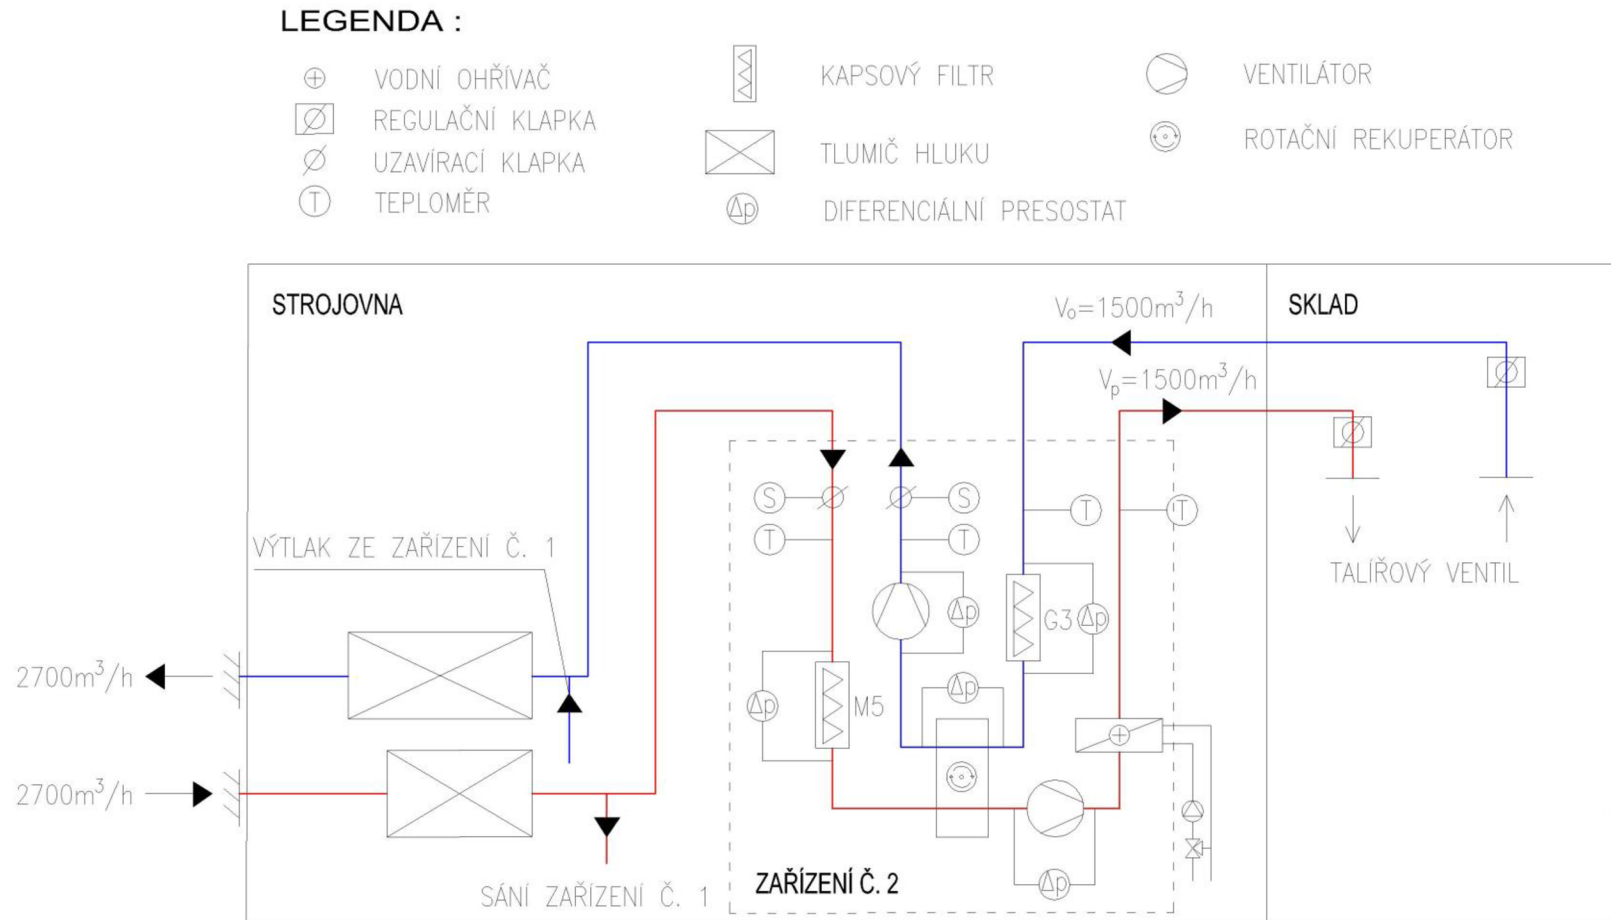 LEGENDA :
VODNÍ OHŘÍVAČ
REGULAČNÍ KLAPKA
UZAVÍRACÍ KLAPKA
T TEPLOMĚR
KAPSOVÝ FILTR
TLUMIČ HLUKU
Δp DIFERENCIÁLNÍ PRESOSTAT
VENTILÁTOR
ROTAČNÍ REKUPERÁTOR
STROJOVNA
Vo=1500m³/h
SKLAD
Vp=1500m³/h
S
S
T
T
T
T
VÝTLAK ZE ZAŘÍZENÍ Č. 1
TALÍŘOVÝ VENTIL
Δp
G3
Δp
2700m³/h
Δp
Δp
M5
2700m³/h
Δp
ZAŘÍZENÍ Č. 2
SÁNÍ ZAŘÍZENÍ Č. 1